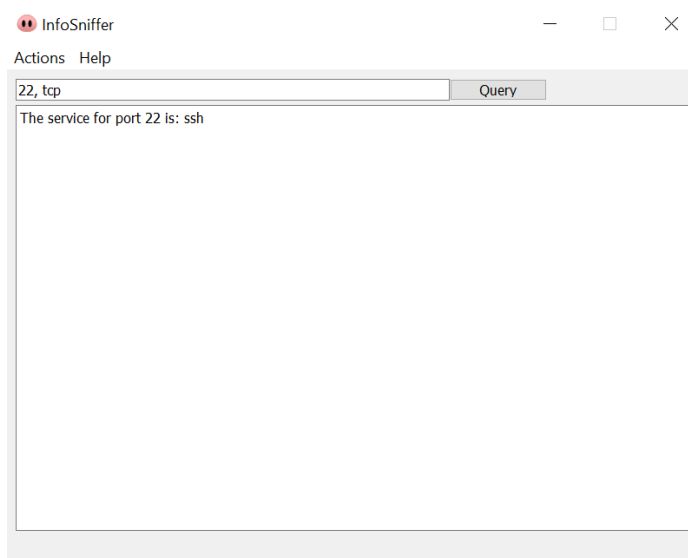 InfoSniffer
Actions Help
22, tcp Query
The service for port 22 is: ssh